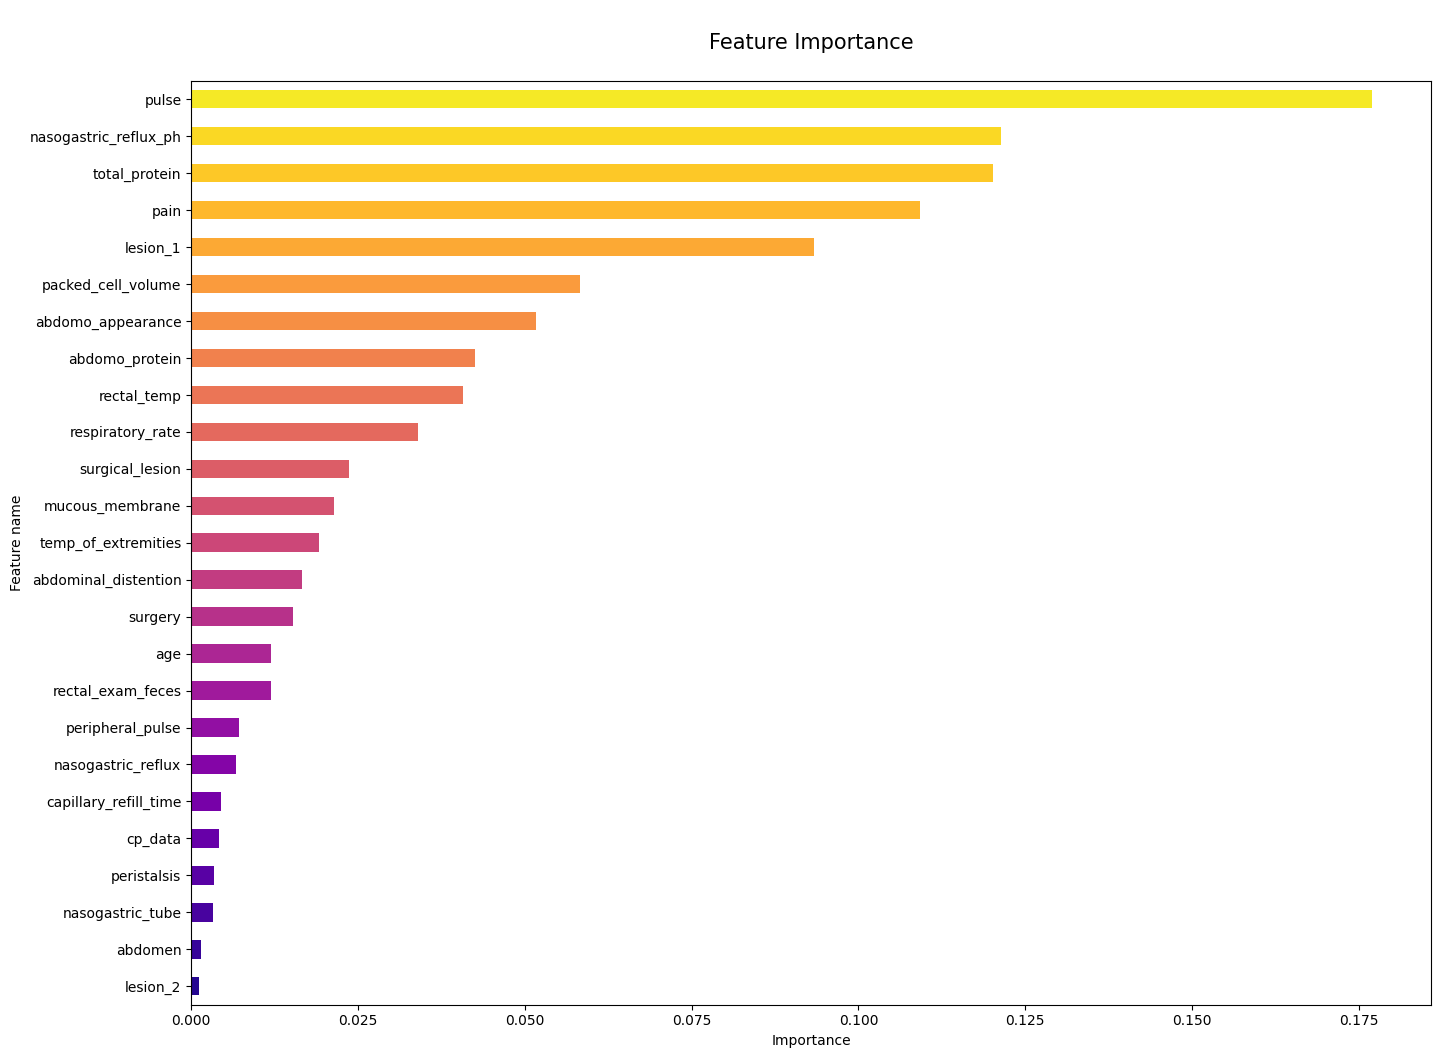 Feature Importance
pulse
nasogastric_reflux_ph
total_protein
pain
lesion_1
packed_cell_volume
abdomo_appearance
abdomo_protein
rectal_temp
respiratory_rate
surgical_lesion
mucous_membrane
temp_of_extremities
abdominal_distention
surgery
age
rectal_exam_feces
peripheral_pulse
nasogastric_reflux
capillary_refill_time
cp_data
peristalsis
nasogastric_tube
abdomen
lesion_2
Feature name
0.000 0.025 0.050 0.075 0.100 0.125 0.150 0.175
Importance